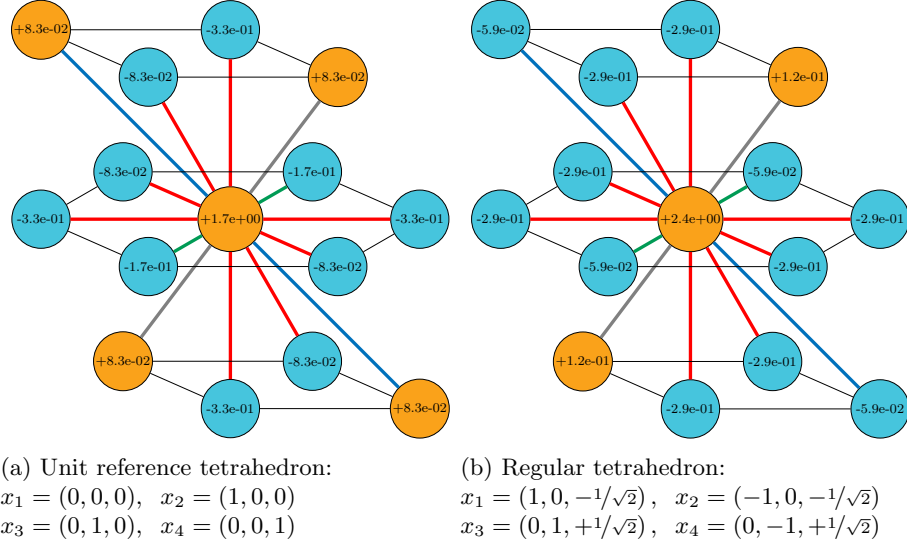 +8.3e-02 -3.3e-01 -5.9e-02 -2.9e-01
-8.3e-02 +8.3e-02 -2.9e-01 +1.2e-01
-8.3e-02 -1.7e-01 -2.9e-01 -5.9e-02
-3.3e-01 +1.7e+00 -3.3e-01 -2.9e-01 +2.4e+00 -2.9e-01
-1.7e-01 -8.3e-02 -5.9e-02 -2.9e-01
+8.3e-02 -8.3e-02 +1.2e-01 -2.9e-01
-3.3e-01 +8.3e-02 -2.9e-01 -5.9e-02
(a) Unit reference tetrahedron:
x₁ = (0, 0, 0), x₂ = (1, 0, 0)
x₃ = (0, 1, 0), x₄ = (0, 0, 1)
(b) Regular tetrahedron:
x₁ = (1, 0, −1/√2), x₂ = (−1, 0, −1/√2)
x₃ = (0, 1, +1/√2), x₄ = (0, −1, +1/√2)